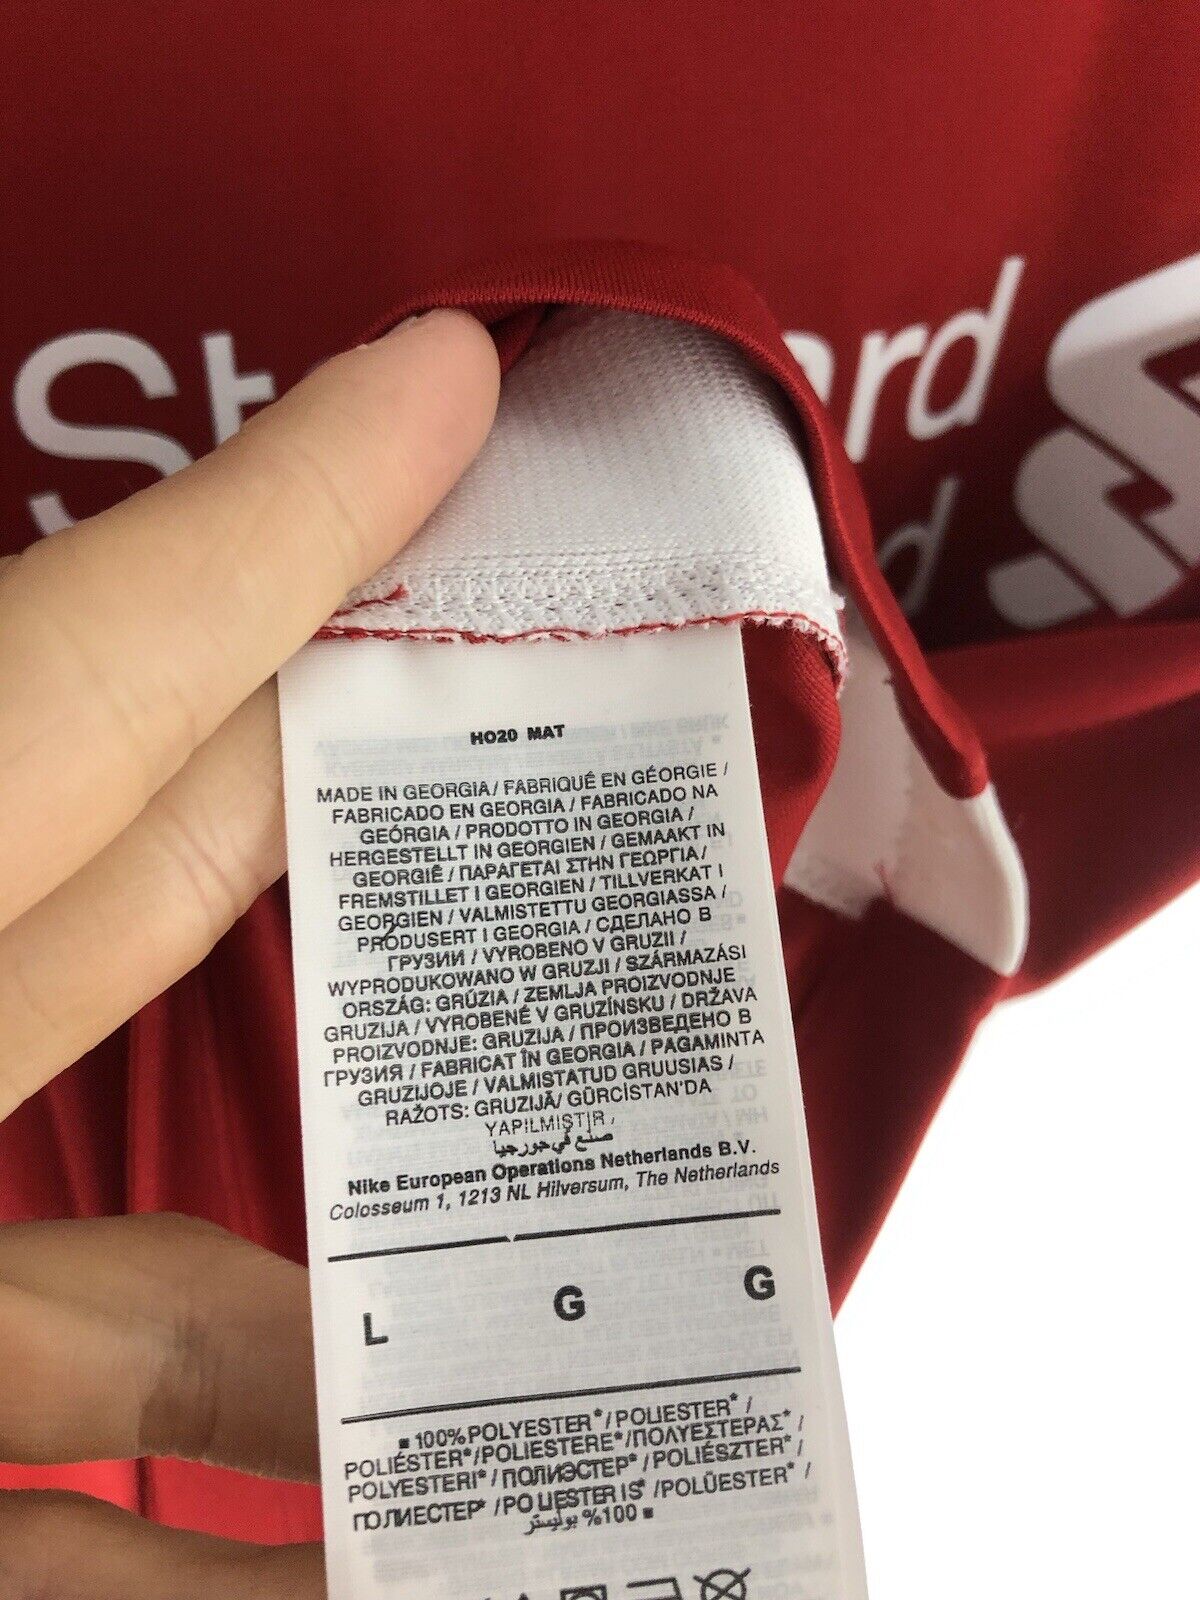 St rd
d
HO20 MAT
MADE IN GEORGIA / FABRIQUÉ EN GÉORGIE /
FABRICADO EN GEORGIA / FABRICADO NA
GEÓRGIA / PRODOTTO IN GEORGIA /
HERGESTELLT IN GEORGIEN / GEMAAKT IN
GEORGIË / ΠΑΡΑΓΕΤΑΙ ΣΤΗΝ ΓΕΩΡΓΙΑ /
FREMSTILLET I GEORGIEN / TILLVERKAT I
GEORGIEN / VALMISTETTU GEORGIASSA /
PRODUSERT I GEORGIA / СДЕЛАНО В
ГРУЗИИ / VYROBENO V GRUZII /
WYPRODUKOWANO W GRUZJI / SZÁRMAZÁSI
ORSZÁG: GRÚZIA / ZEMLJA PROIZVODNJE
GRUZIJA / VYROBENÉ V GRUZÍNSKU / DRŽAVA
PROIZVODNJE: GRUZIJA / ПРОИЗВЕДЕНО В
ГРУЗИЯ / FABRICAT ÎN GEORGIA / PAGAMINTA
GRUZIJOJE / VALMISTATUD GRUUSIAS /
RAŽOTS: GRUZIJĀ/ GÜRCİSTAN'DA
YAPILMIŞTIR /
صنع في جورجيا
Nike European Operations Netherlands B.V.
Colosseum 1, 1213 NL Hilversum, The Netherlands
L G G
■ 100% POLYESTER* / POLIESTER* /
POLIÉSTER* / POLIESTERE* / ΠΟΛΥΕΣΤΕΡΑΣ* /
POLYESTERI* / ПОЛИЭСТЕР* / POLIÉSZTER* /
ПОЛИЕСТЕР* / POLIESTERIS* / POLÜESTER* /
100% بوليستر ■